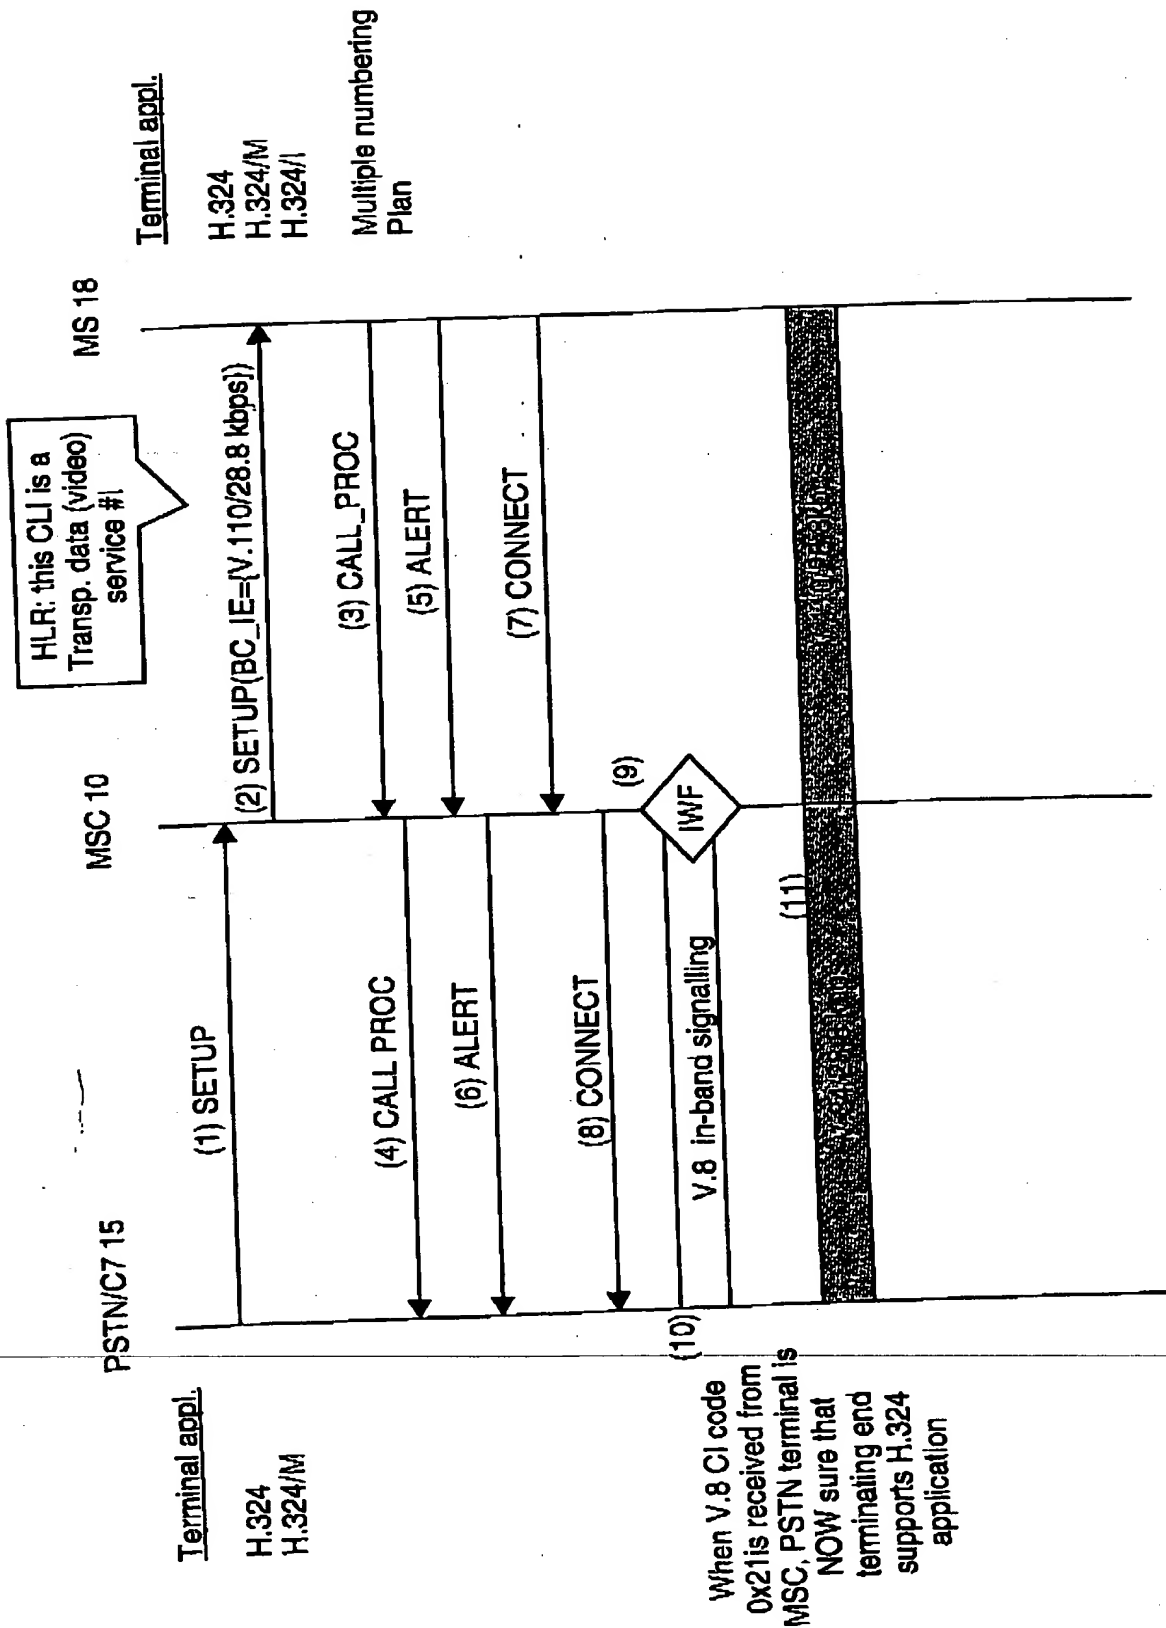 HLR: this CLI is a
Transp. data (video)
service #!
PSTN/C7 15
MSC 10
MS 18
Terminal appl.
H.324
H.324/M
Terminal appl.
H.324
H.324/M
H.324/I
Multiple numbering
Plan
(1) SETUP
(2) SETUP(BC_IE={V.110/28.8 kbps})
(3) CALL_PROC
(4) CALL PROC
(5) ALERT
(6) ALERT
(7) CONNECT
(8) CONNECT
(9)
IWF
V.8 in-band signalling
(10)
(11)
When V.8 CI code
0x21is received from
MSC, PSTN terminal is
NOW sure that
terminating end
supports H.324
application